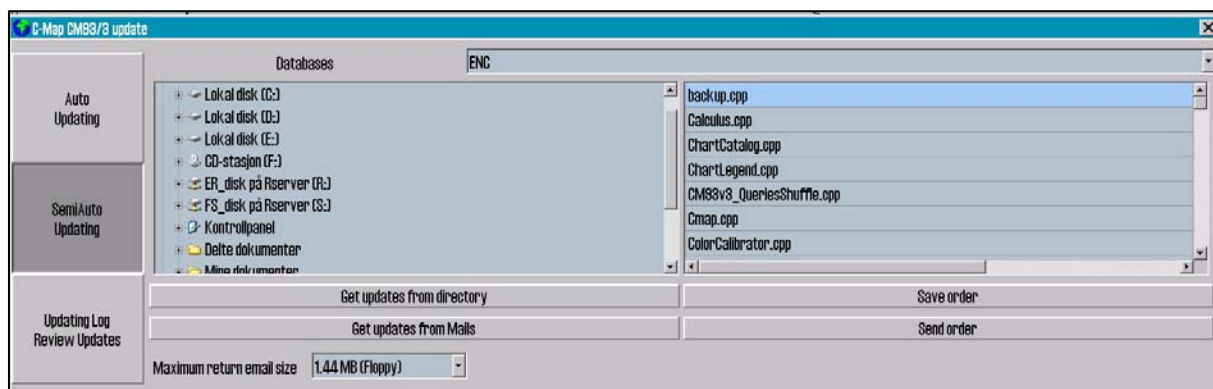 C-Map CM93/3 update
Databases
ENC
Auto
Updating
SemiAuto
Updating
Updating Log
Review Updates
Lokal disk (C:)
Lokal disk (D:)
Lokal disk (E:)
CD-stasjon (F:)
ER_disk på Rserver (R:)
FS_disk på Rserver (S:)
Kontrollpanel
Delte dokumenter
Mine dokumenter
backup.cpp
Calculus.cpp
ChartCatalog.cpp
ChartLegend.cpp
CM93v3_QueriesShuffle.cpp
Cmap.cpp
ColorCalibrator.cpp
Get updates from directory
Save order
Get updates from Mails
Send order
Maximum return email size
1.44 MB (Floppy)